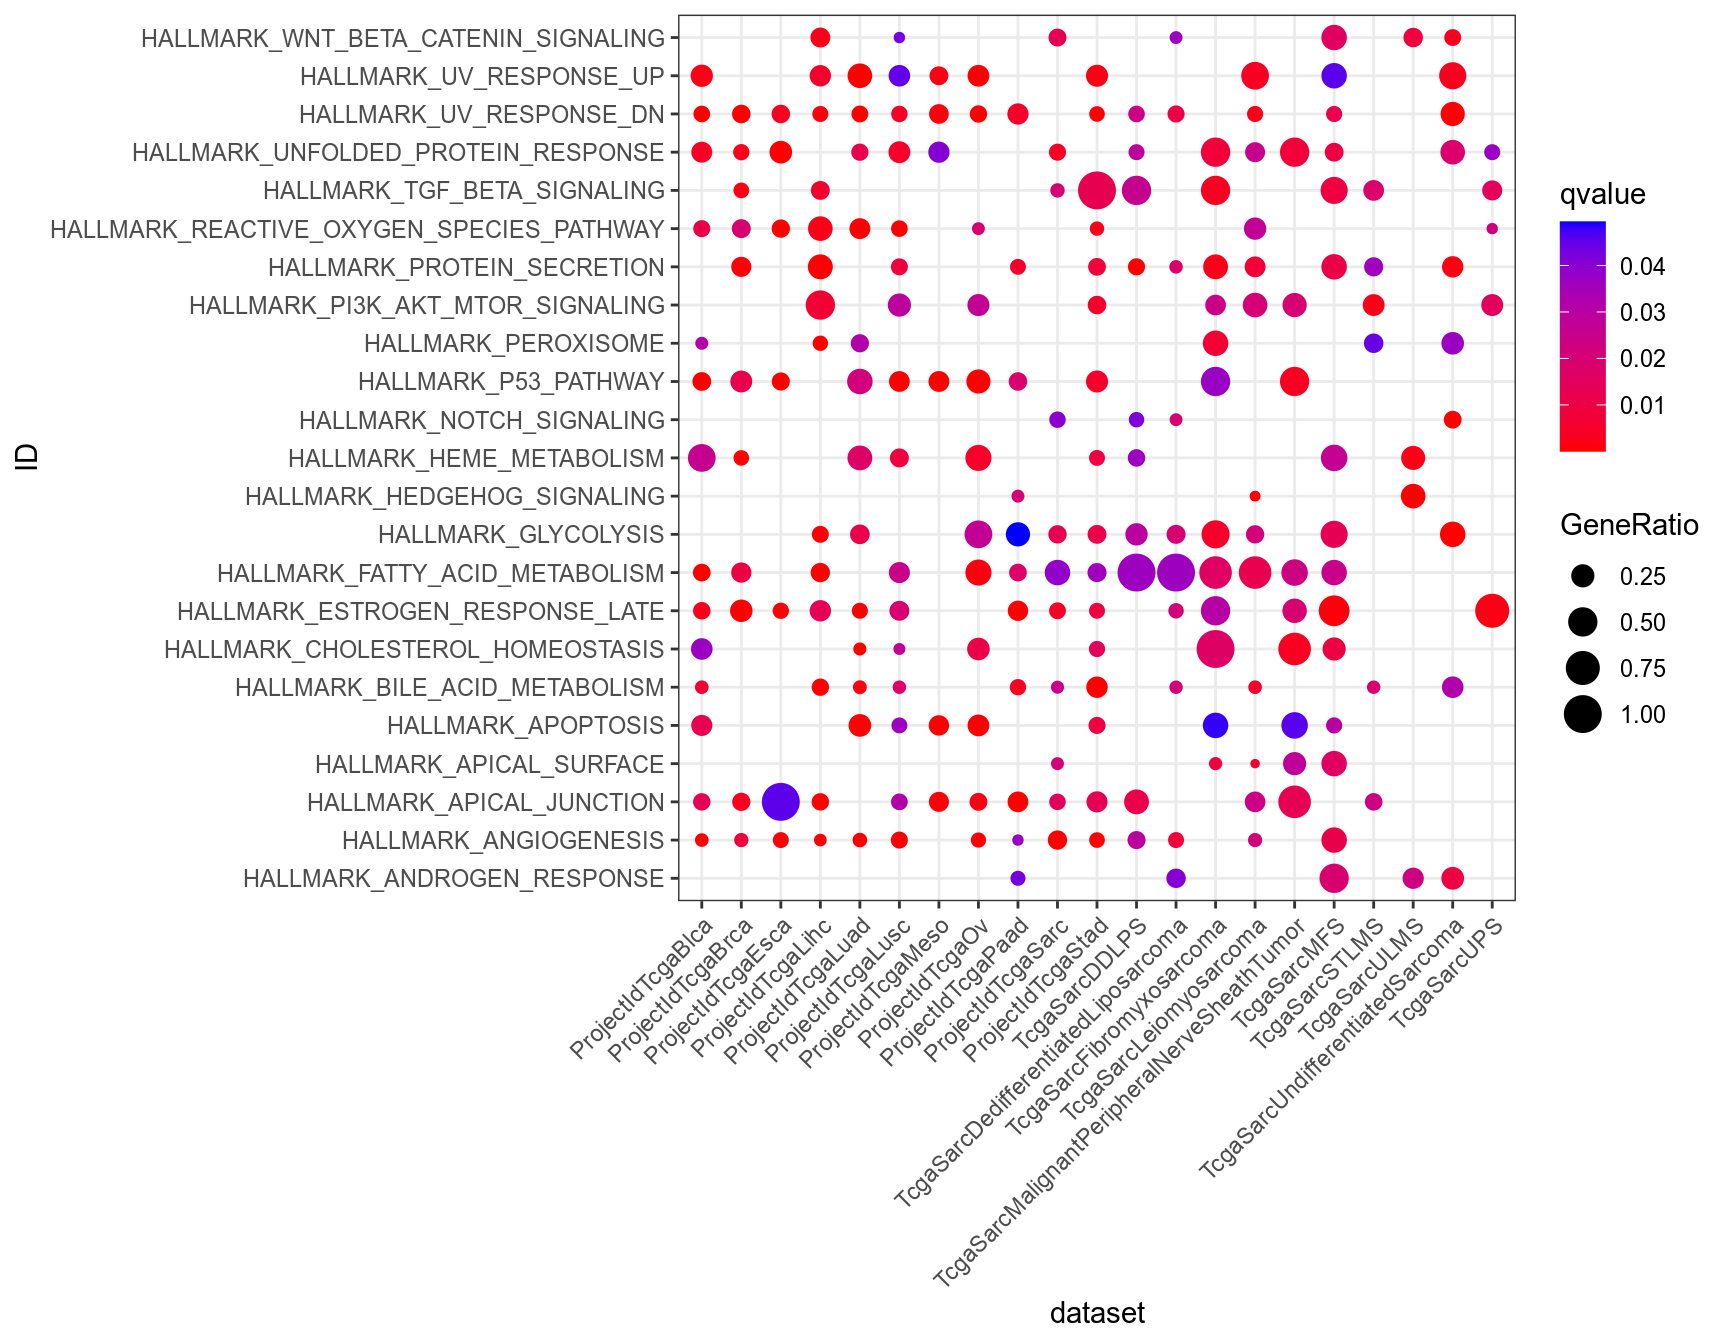 HALLMARK_WNT_BETA_CATENIN_SIGNALING
HALLMARK_UV_RESPONSE_UP
HALLMARK_UV_RESPONSE_DN
HALLMARK_UNFOLDED_PROTEIN_RESPONSE
HALLMARK_TGF_BETA_SIGNALING
HALLMARK_REACTIVE_OXYGEN_SPECIES_PATHWAY
HALLMARK_PROTEIN_SECRETION
HALLMARK_PI3K_AKT_MTOR_SIGNALING
HALLMARK_PEROXISOME
HALLMARK_P53_PATHWAY
HALLMARK_NOTCH_SIGNALING
HALLMARK_HEME_METABOLISM
HALLMARK_HEDGEHOG_SIGNALING
HALLMARK_GLYCOLYSIS
HALLMARK_FATTY_ACID_METABOLISM
HALLMARK_ESTROGEN_RESPONSE_LATE
HALLMARK_CHOLESTEROL_HOMEOSTASIS
HALLMARK_BILE_ACID_METABOLISM
HALLMARK_APOPTOSIS
HALLMARK_APICAL_SURFACE
HALLMARK_APICAL_JUNCTION
HALLMARK_ANGIOGENESIS
HALLMARK_ANDROGEN_RESPONSE
ID
ProjectIdTcgaBlca
ProjectIdTcgaBrca
ProjectIdTcgaEsca
ProjectIdTcgaLihc
ProjectIdTcgaLuad
ProjectIdTcgaLusc
ProjectIdTcgaMeso
ProjectIdTcgaOv
ProjectIdTcgaPaad
ProjectIdTcgaSarc
ProjectIdTcgaStad
TcgaSarcDDLPS
TcgaSarcDedifferentiatedLiposarcoma
TcgaSarcFibromyxosarcoma
TcgaSarcLeiomyosarcoma
TcgaSarcMalignantPeripheralNerveSheathTumor
TcgaSarcMFS
TcgaSarcSTLMS
TcgaSarcULMS
TcgaSarcUndifferentiatedSarcoma
TcgaSarcUPS
dataset
qvalue
0.04
0.03
0.02
0.01
GeneRatio
0.25
0.50
0.75
1.00